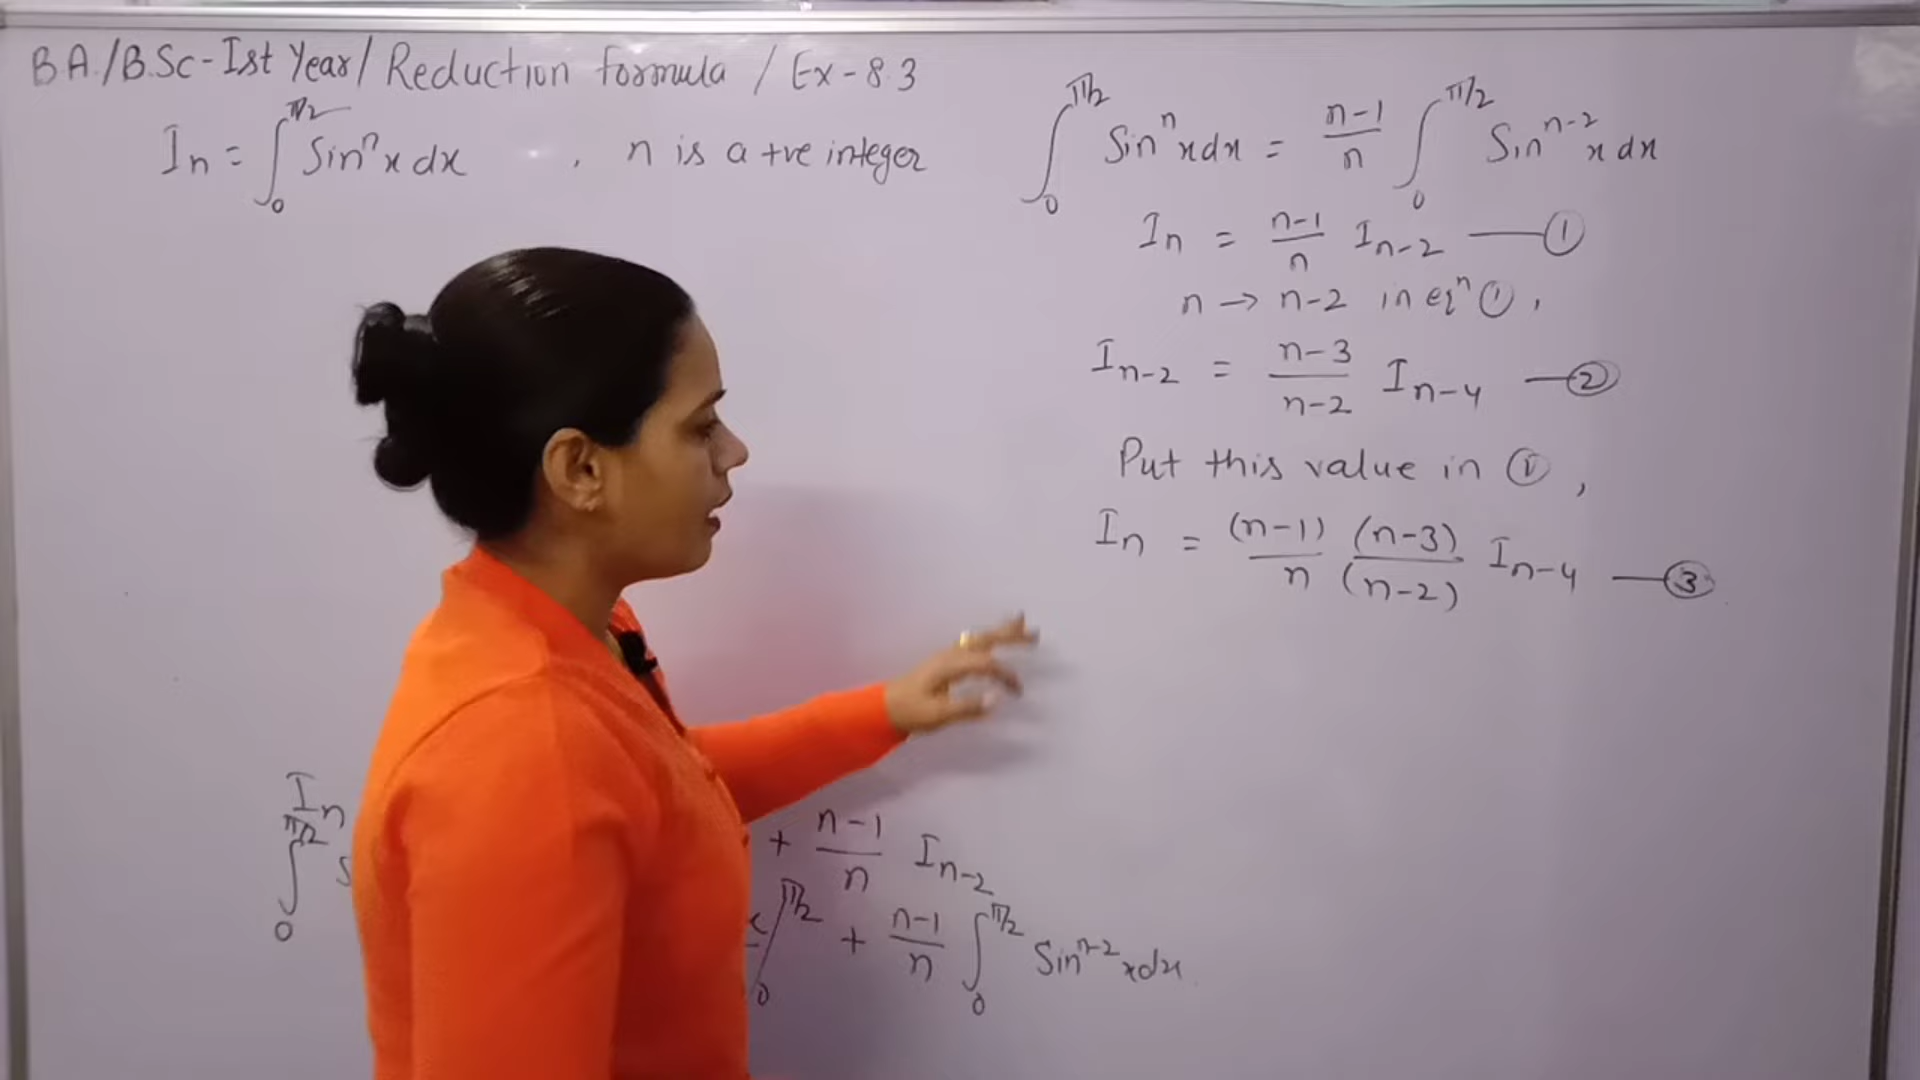 B.A./B.Sc-Ist Year/ Reduction formula / Ex-8.3
Iₙ = ∫₀^π/2 Sinⁿx dx , n is a +ve integer
∫₀^π/2 Sinⁿx dx = (n-1)/n ∫₀^π/2 Sinⁿ⁻²x dx
Iₙ = (n-1)/n Iₙ₋₂ — ①
n → n-2 in eqⁿ ① ,
Iₙ₋₂ = (n-3)/(n-2) Iₙ₋₄ — ②
Put this value in ① ,
Iₙ = (n-1)/n (n-3)/(n-2) Iₙ₋₄ — ③
Iₙ + (n-1)/n Iₙ₋₂
∫₀^π/2 S /₀^π/2 + (n-1)/n ∫₀^π/2 Sinⁿ⁻²x dx